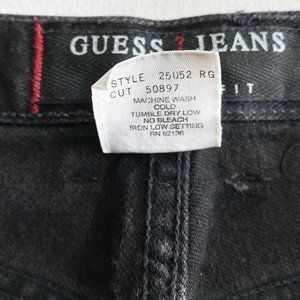 GUESS ? JEANS
FIT
STYLE 25052 RG
CUT 50897
MACHINE WASH
COLD
TUMBLE DRY LOW
NO BLEACH
IRON LOW SETTING
RN 62136